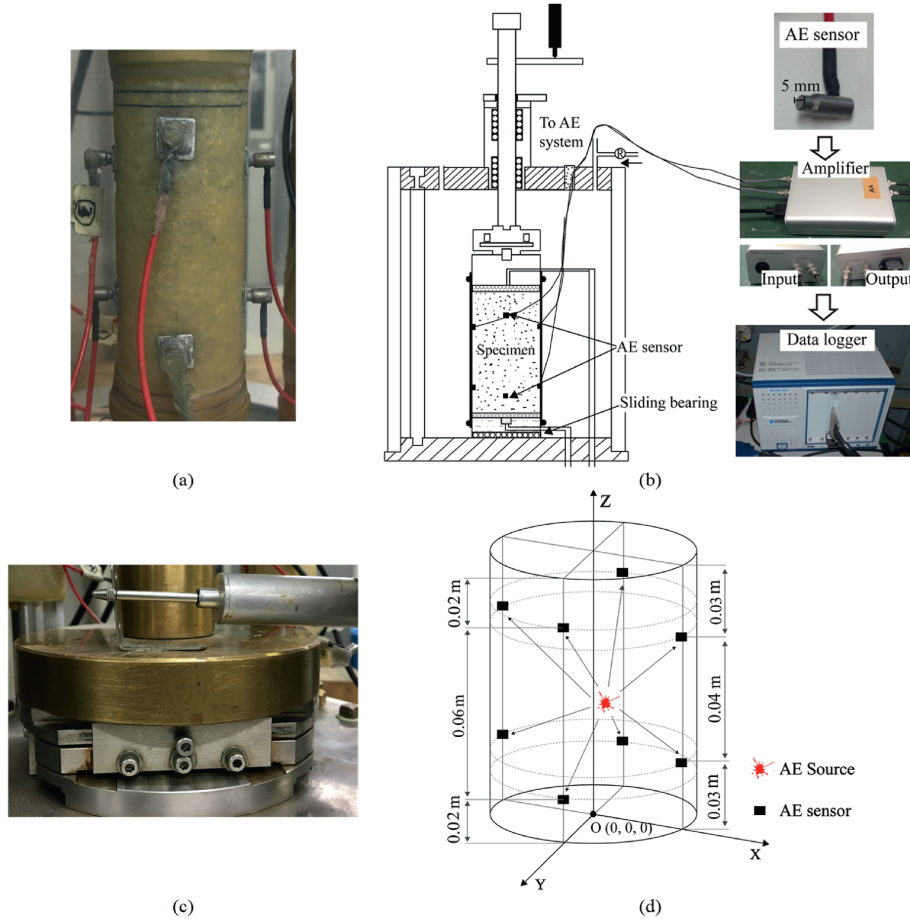 AE sensor
5 mm
To AE
system
R
Amplifier
A2
Input
Output
Data logger
Specimen
AE sensor
Sliding bearing
(a)
(b)
Z
0.02 m
0.03 m
0.06 m
0.04 m
0.02 m
0.03 m
O (0, 0, 0)
X
Y
AE Source
AE sensor
(c)
(d)